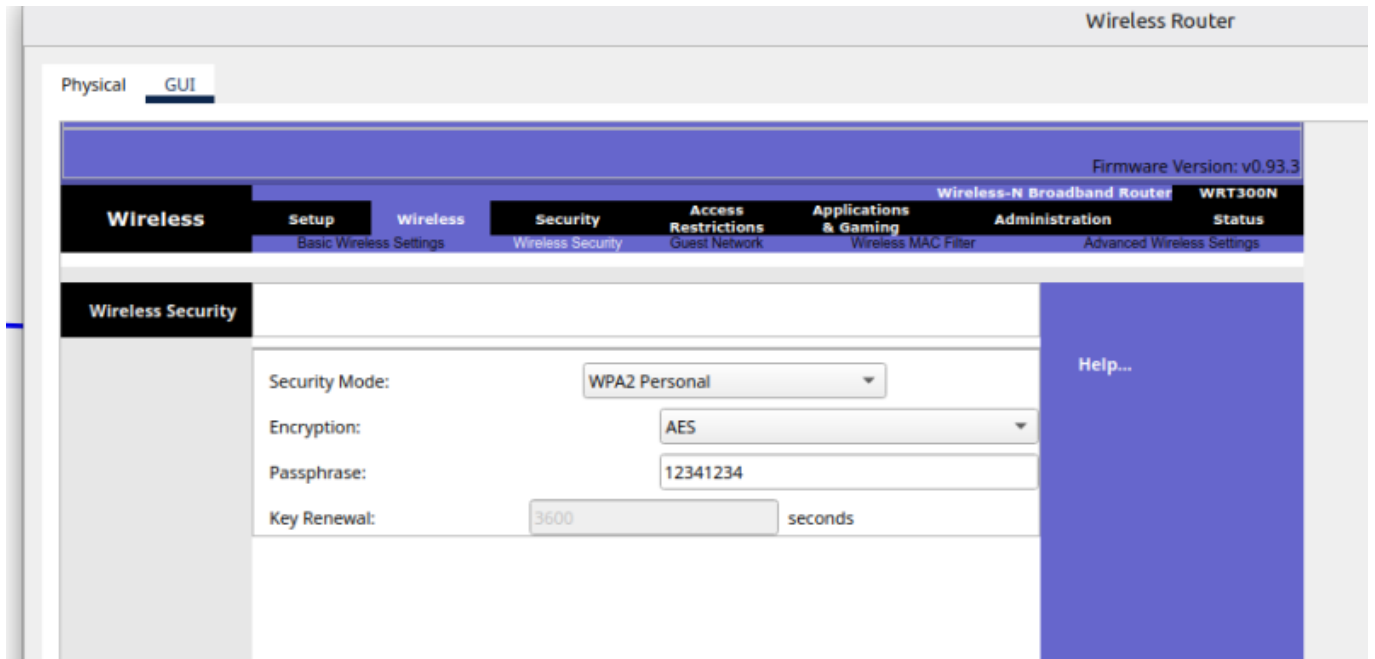 Wireless Router
Physical GUI
Firmware Version: v0.93.3
Wireless-N Broadband Router WRT300N
Wireless Setup Wireless Security Access Restrictions Applications & Gaming Administration Status
Basic Wireless Settings Wireless Security Guest Network Wireless MAC Filter Advanced Wireless Settings
Wireless Security
Help...
Security Mode: WPA2 Personal
Encryption: AES
Passphrase: 12341234
Key Renewal: 3600 seconds